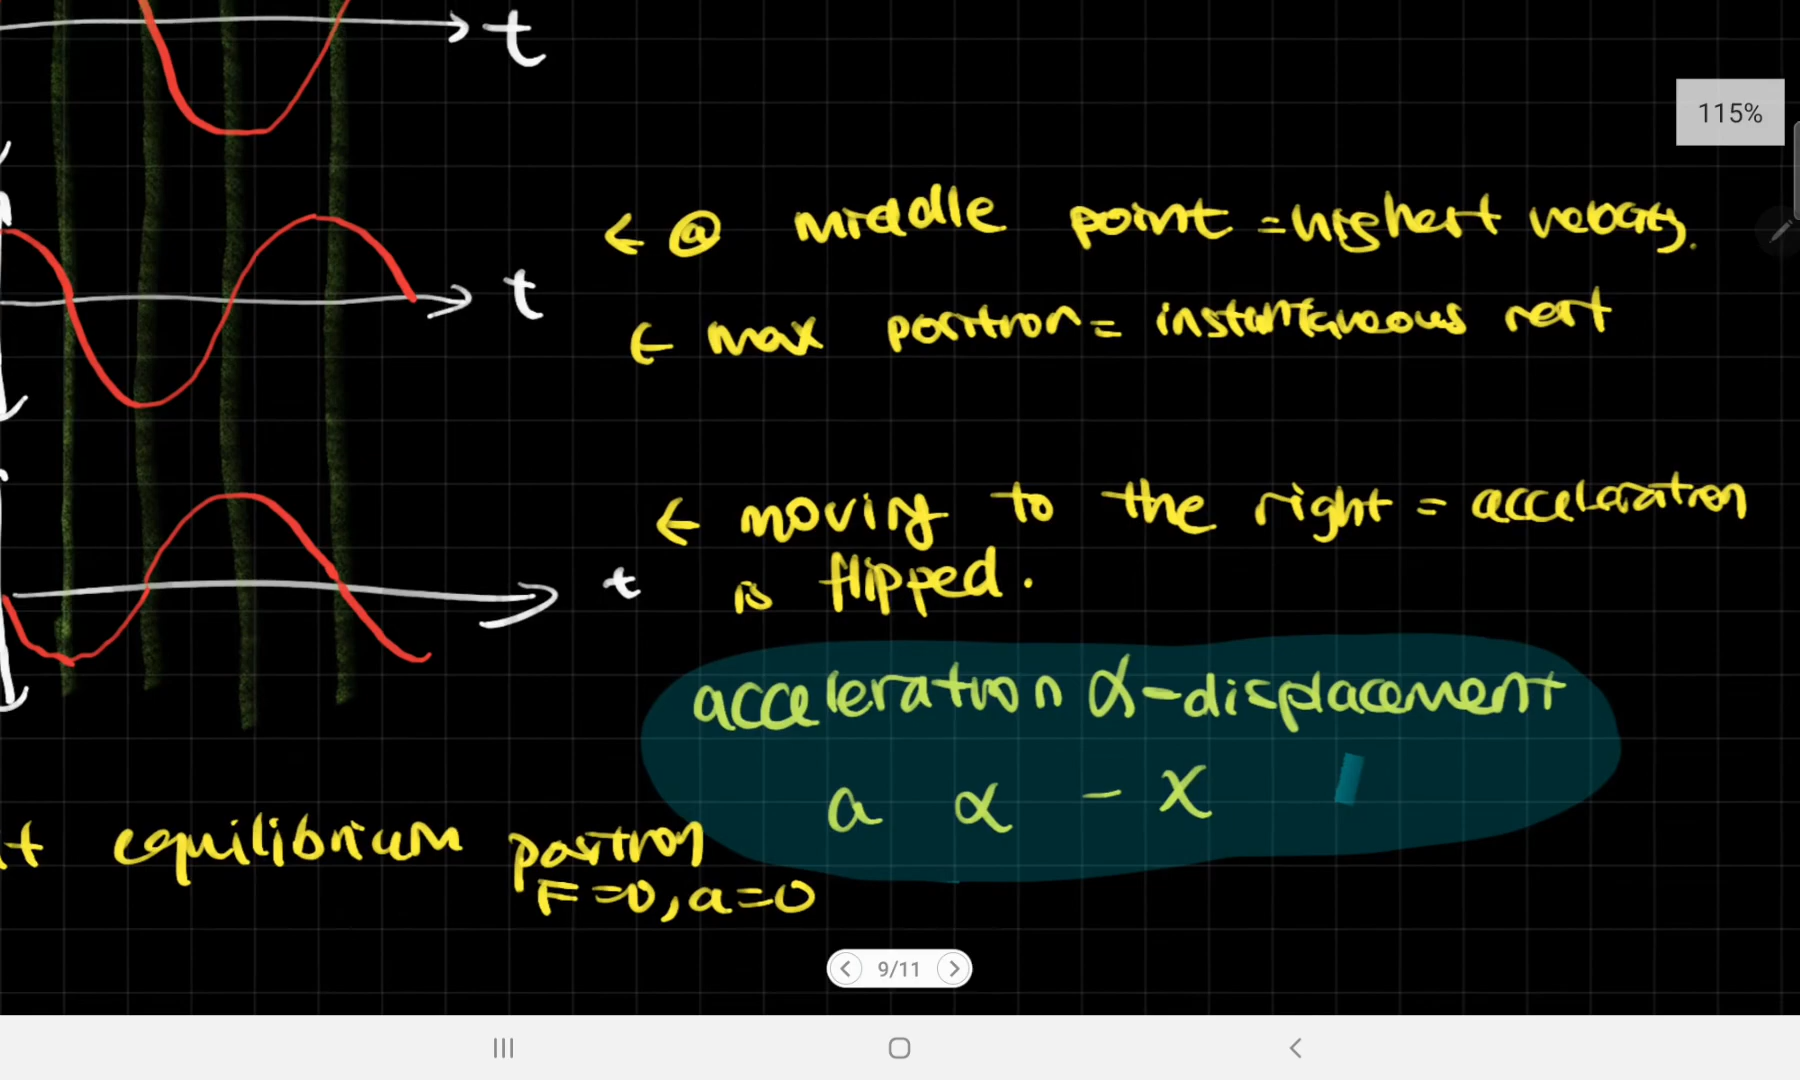 t
115%
← @ middle point = highest velocity.
t
← max position = instantaneous rest
← moving to the right = acceleration
t
is flipped.
acceleration α -displacement
a α - x
equilibrium position
F=0, a=0
9/11